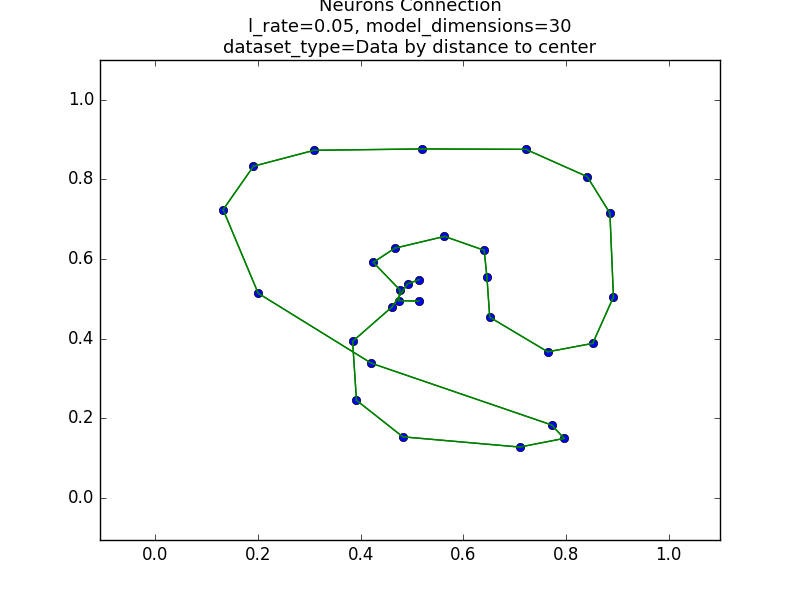 Neurons Connection
l_rate=0.05, model_dimensions=30
dataset_type=Data by distance to center
1.0
0.8
0.6
0.4
0.2
0.0
0.0 0.2 0.4 0.6 0.8 1.0